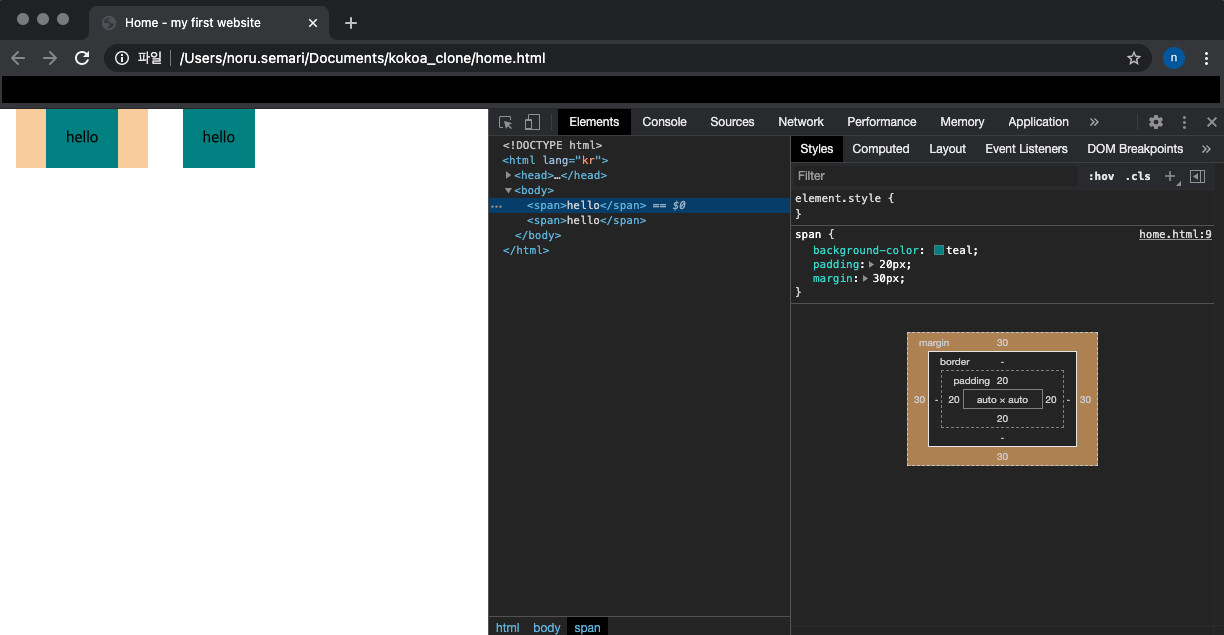 Home - my first website
파일 /Users/noru.semari/Documents/kokoa_clone/home.html
n
hello hello
Elements Console Sources Network Performance Memory Application
<!DOCTYPE html>
<html lang="kr">
<head>…</head>
<body>
<span>hello</span> == $0
<span>hello</span>
</body>
</html>
html body span
Styles Computed Layout Event Listeners DOM Breakpoints
Filter :hov .cls
element.style {
}
span { home.html:9
background-color: teal;
padding: 20px;
margin: 30px;
}
margin 30
border -
padding 20
30 - 20 auto × auto 20 - 30
20
-
30